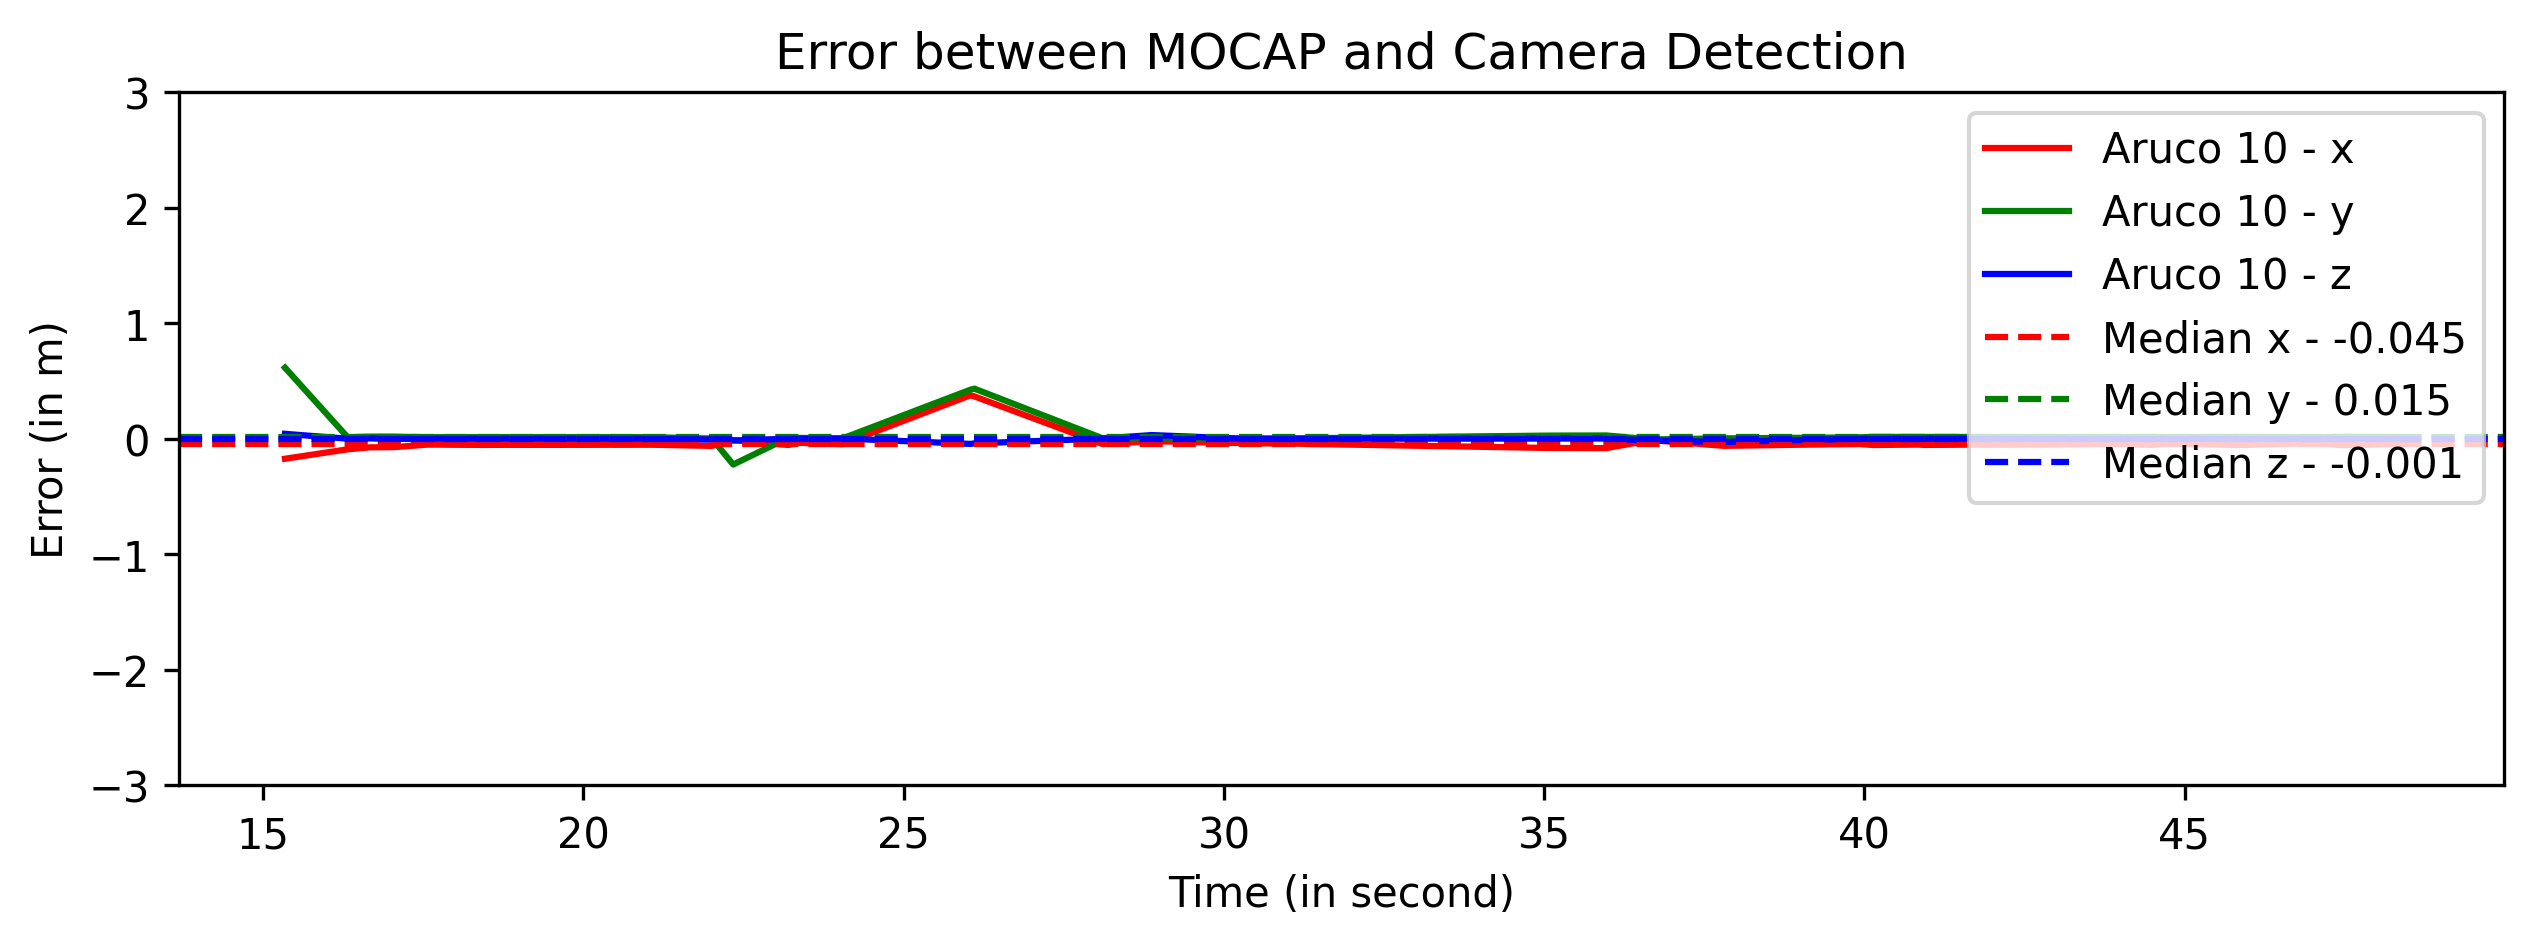 Error between MOCAP and Camera Detection
3
2
1
0
−1
−2
−3
Error (in m)
Aruco 10 - x
Aruco 10 - y
Aruco 10 - z
Median x - -0.045
Median y - 0.015
Median z - -0.001
15 20 25 30 35 40 45
Time (in second)